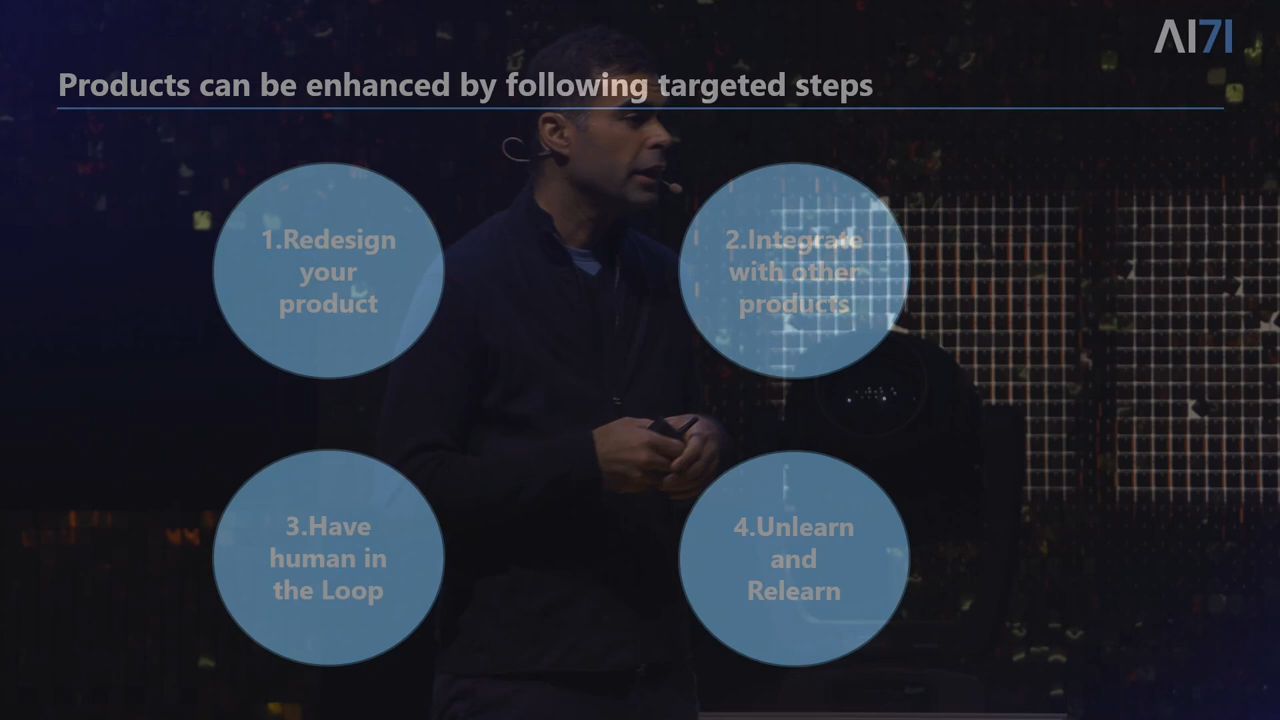 AI71
Products can be enhanced by following targeted steps
1.Redesign
your
product
2.Integrate
with other
products
3.Have
human in
the Loop
4.Unlearn
and
Relearn